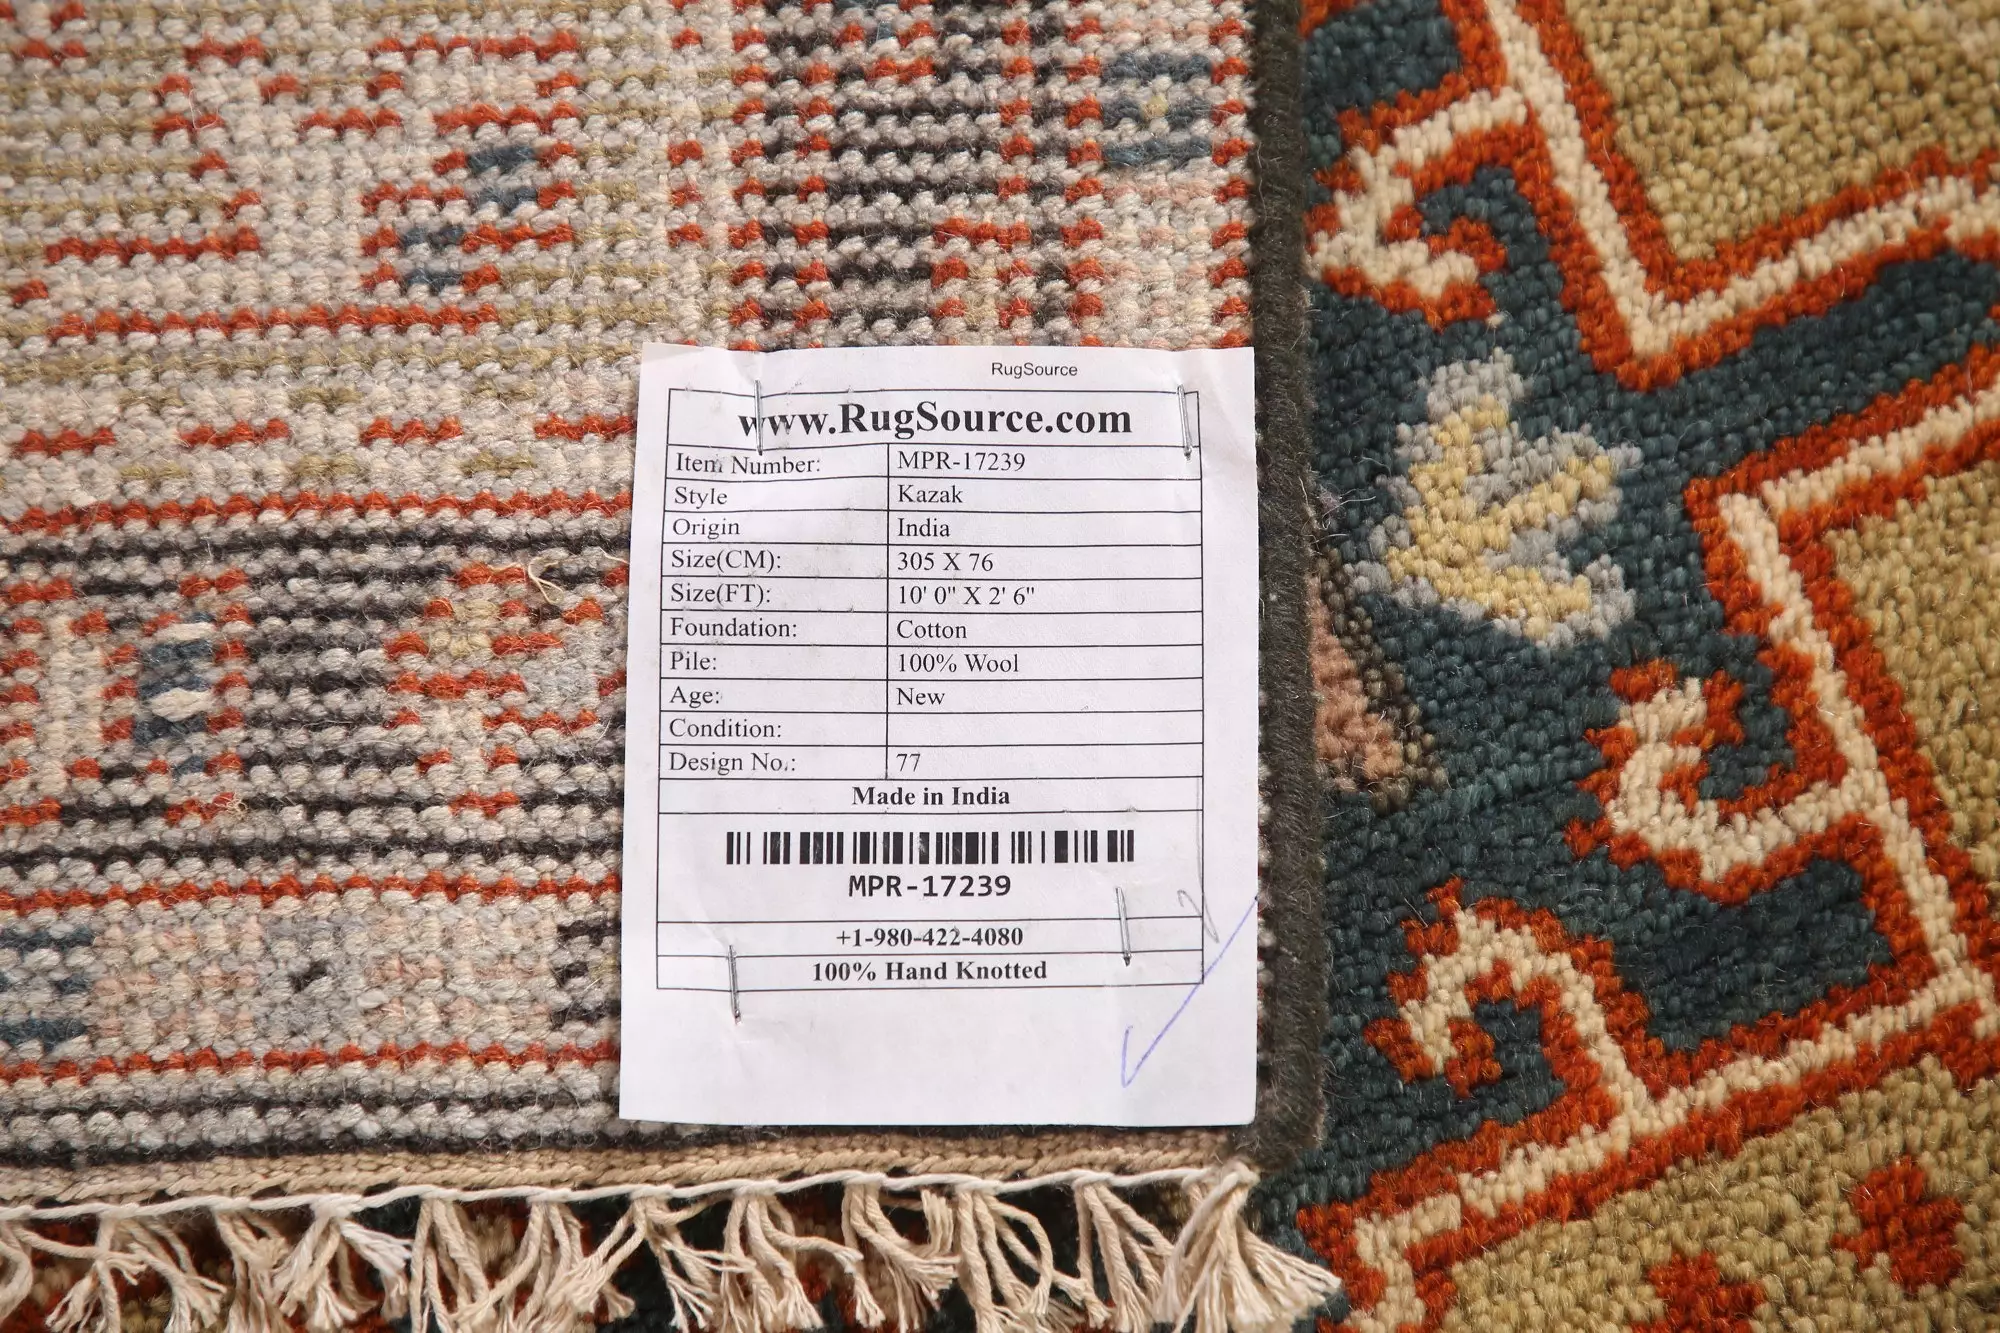 RugSource
www.RugSource.com
Item Number: MPR-17239
Style Kazak
Origin India
Size(CM): 305 X 76
Size(FT): 10' 0" X 2' 6"
Foundation: Cotton
Pile: 100% Wool
Age: New
Condition:
Design No.: 77
Made in India
MPR-17239
+1-980-422-4080
100% Hand Knotted